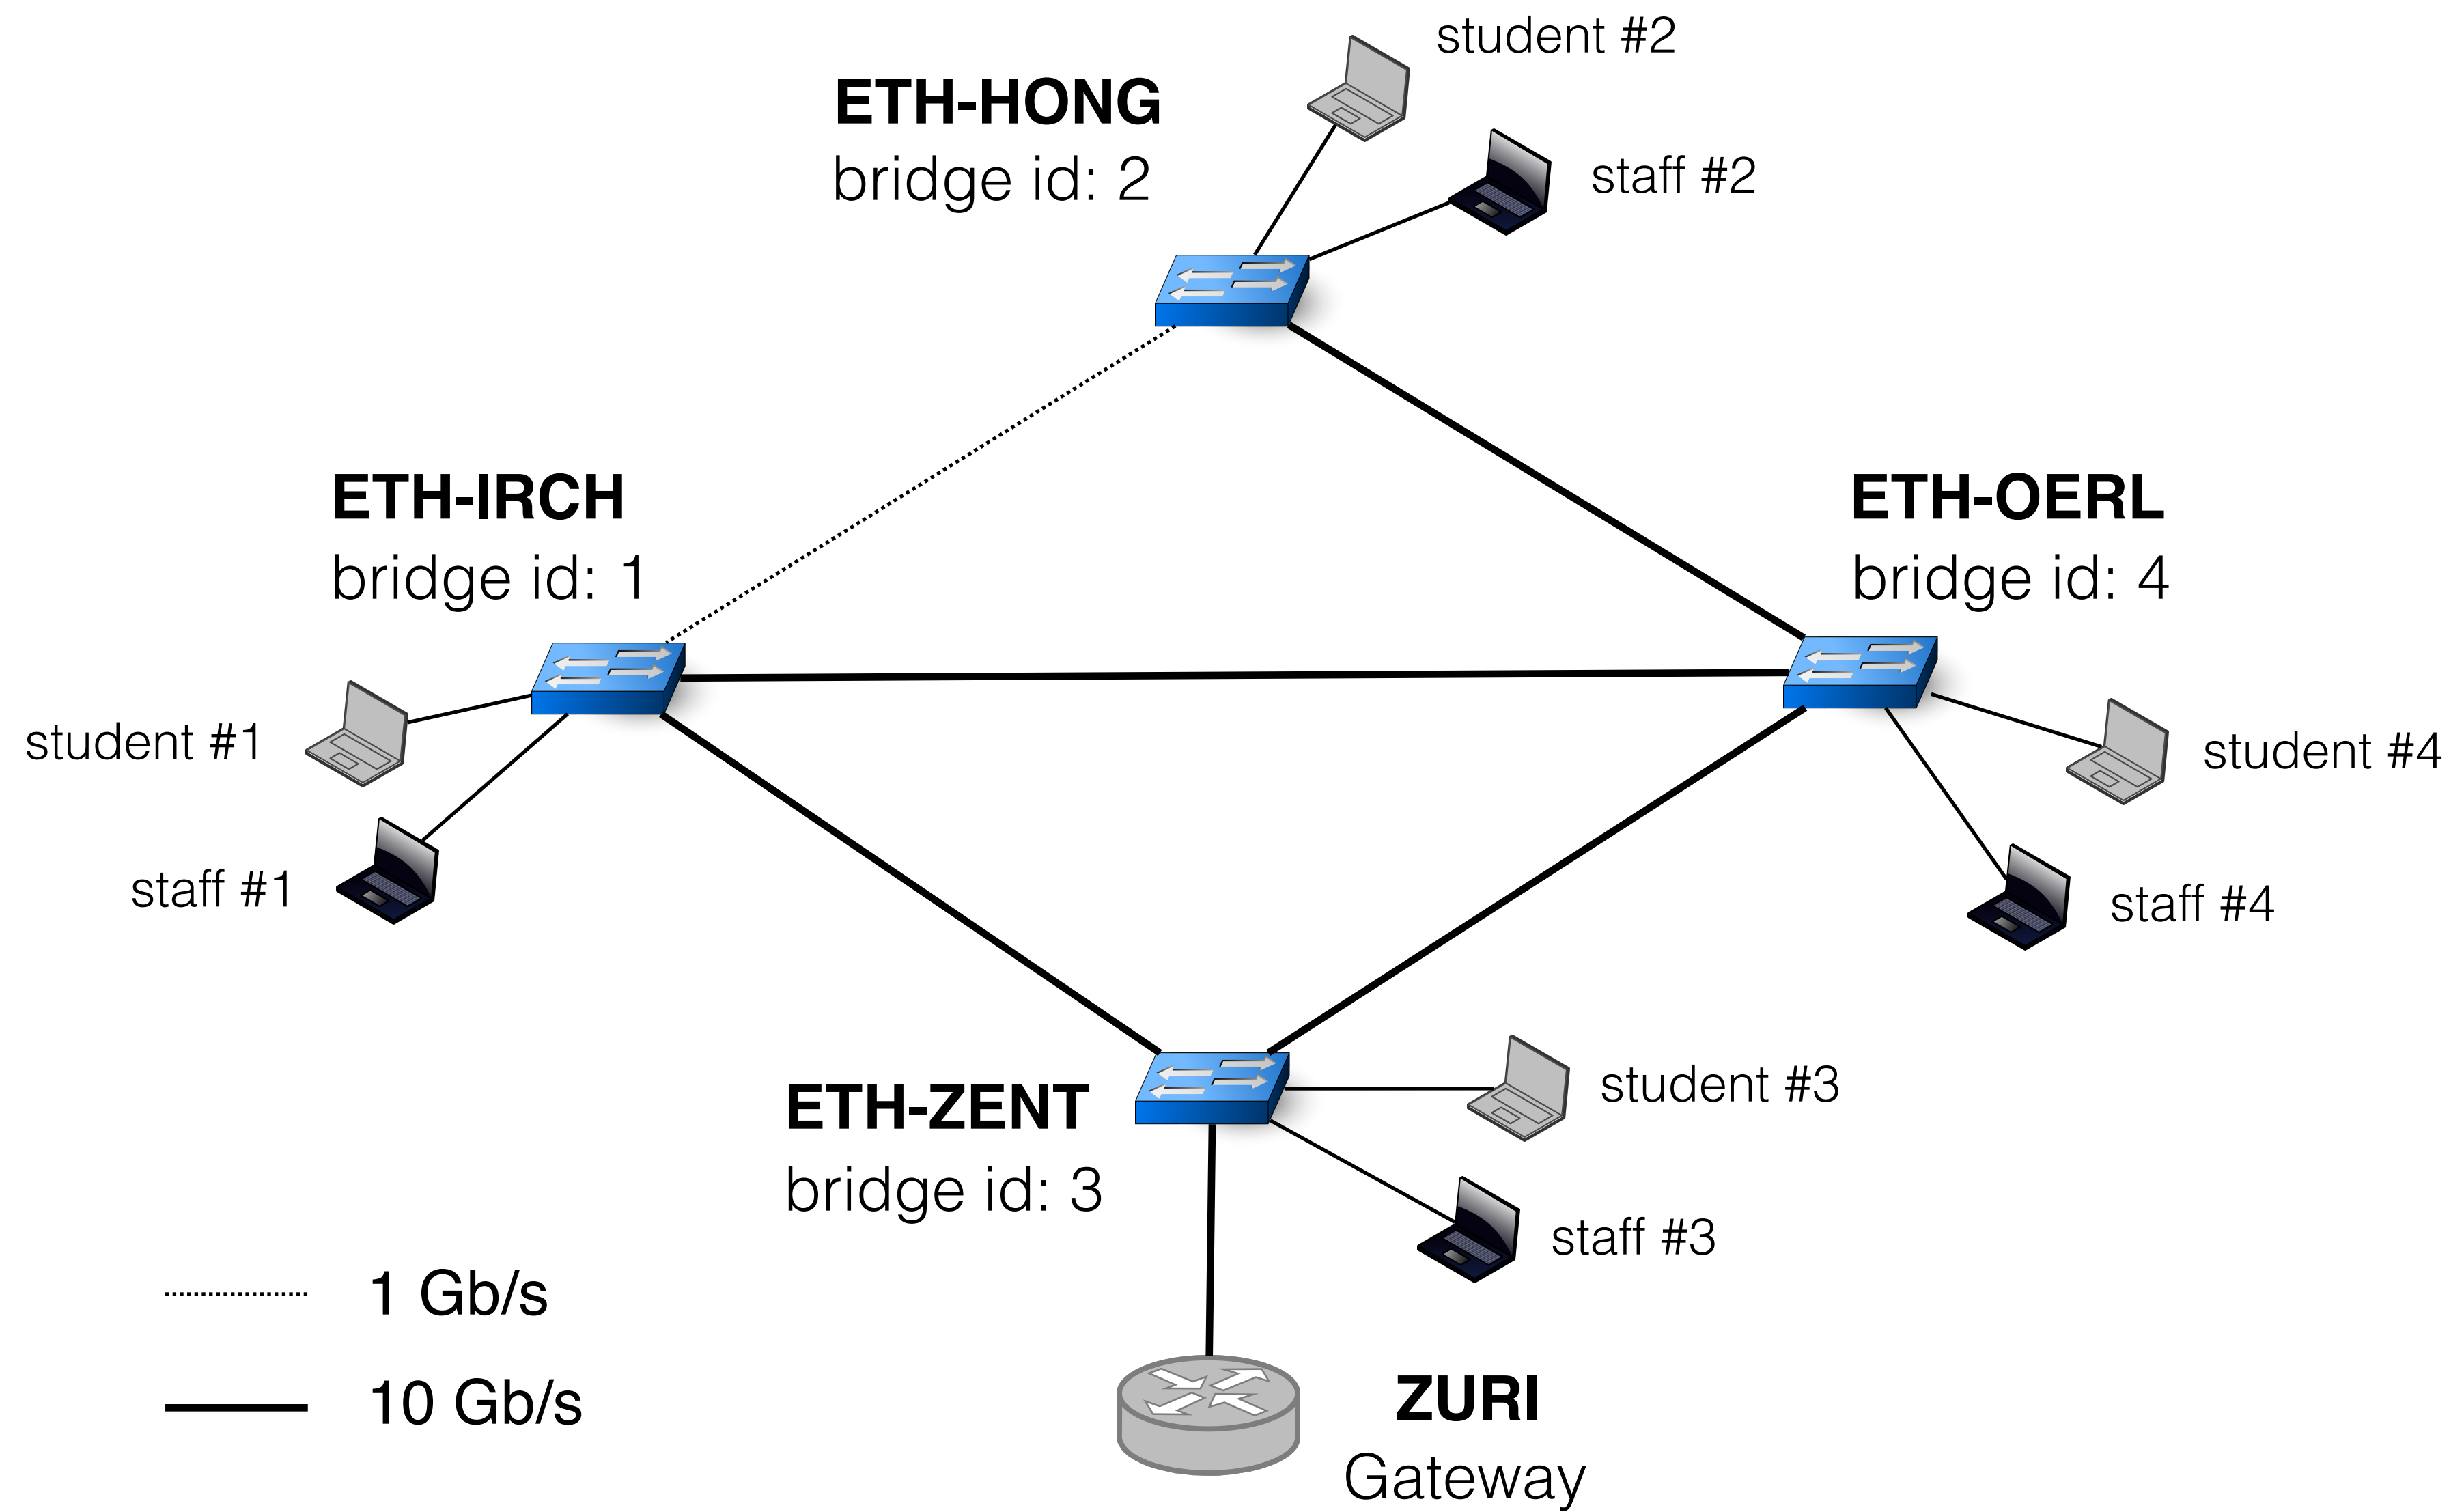 student #2
ETH-HONG
bridge id: 2
staff #2
ETH-IRCH
bridge id: 1
ETH-OERL
bridge id: 4
student #1
staff #1
student #4
staff #4
ETH-ZENT
bridge id: 3
student #3
staff #3
1 Gb/s
10 Gb/s
ZURI
Gateway